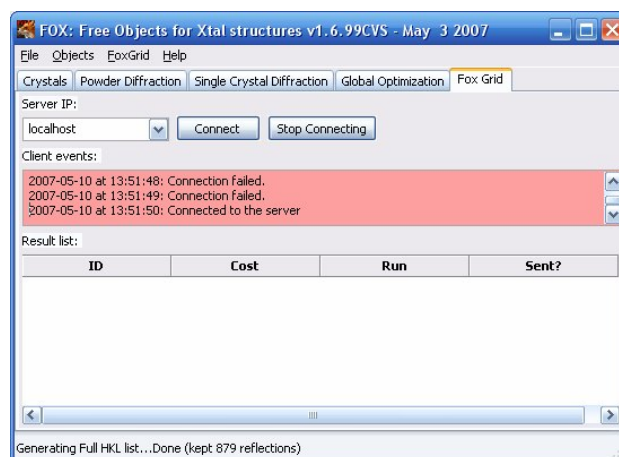 FOX: Free Objects for Xtal structures v1.6.99CVS - May 3 2007
File Objects FoxGrid Help
Crystals Powder Diffraction Single Crystal Diffraction Global Optimization Fox Grid
Server IP:
localhost Connect Stop Connecting
Client events:
2007-05-10 at 13:51:48: Connection failed.
2007-05-10 at 13:51:49: Connection failed.
2007-05-10 at 13:51:50: Connected to the server
Result list:
ID Cost Run Sent?
Generating Full HKL list...Done (kept 879 reflections)